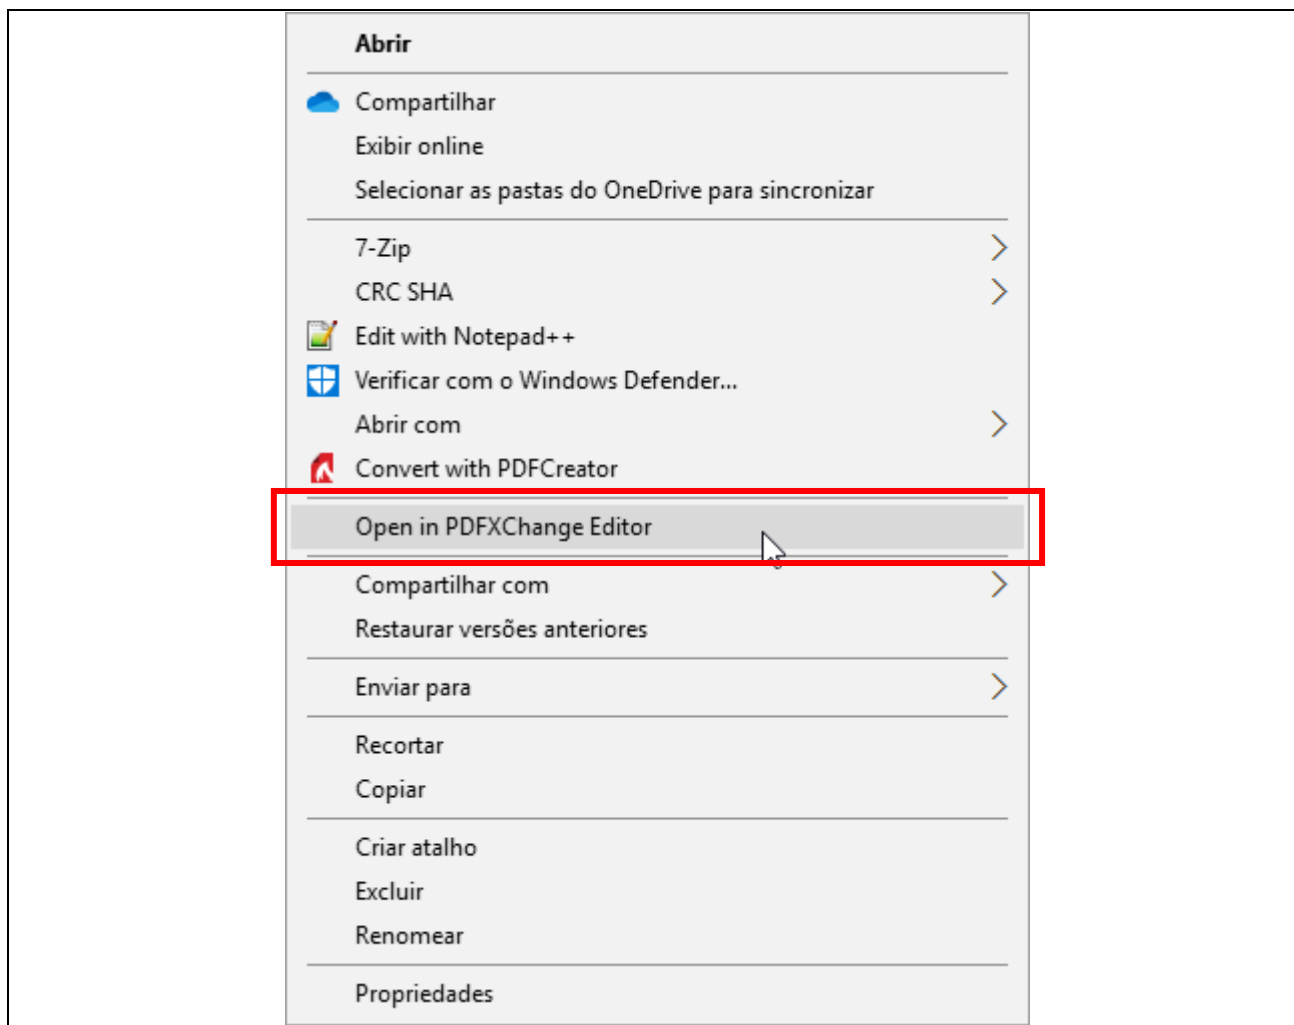 Abrir
Compartilhar
Exibir online
Selecionar as pastas do OneDrive para sincronizar
7-Zip
CRC SHA
Edit with Notepad++
Verificar com o Windows Defender...
Abrir com
Convert with PDFCreator
Open in PDFXChange Editor
Compartilhar com
Restaurar versões anteriores
Enviar para
Recortar
Copiar
Criar atalho
Excluir
Renomear
Propriedades